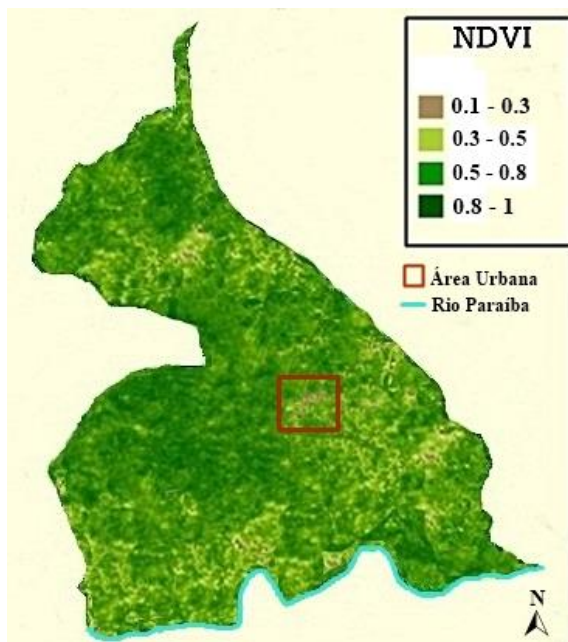 NDVI
0.1 - 0.3
0.3 - 0.5
0.5 - 0.8
0.8 - 1
Área Urbana
Rio Paraíba
N